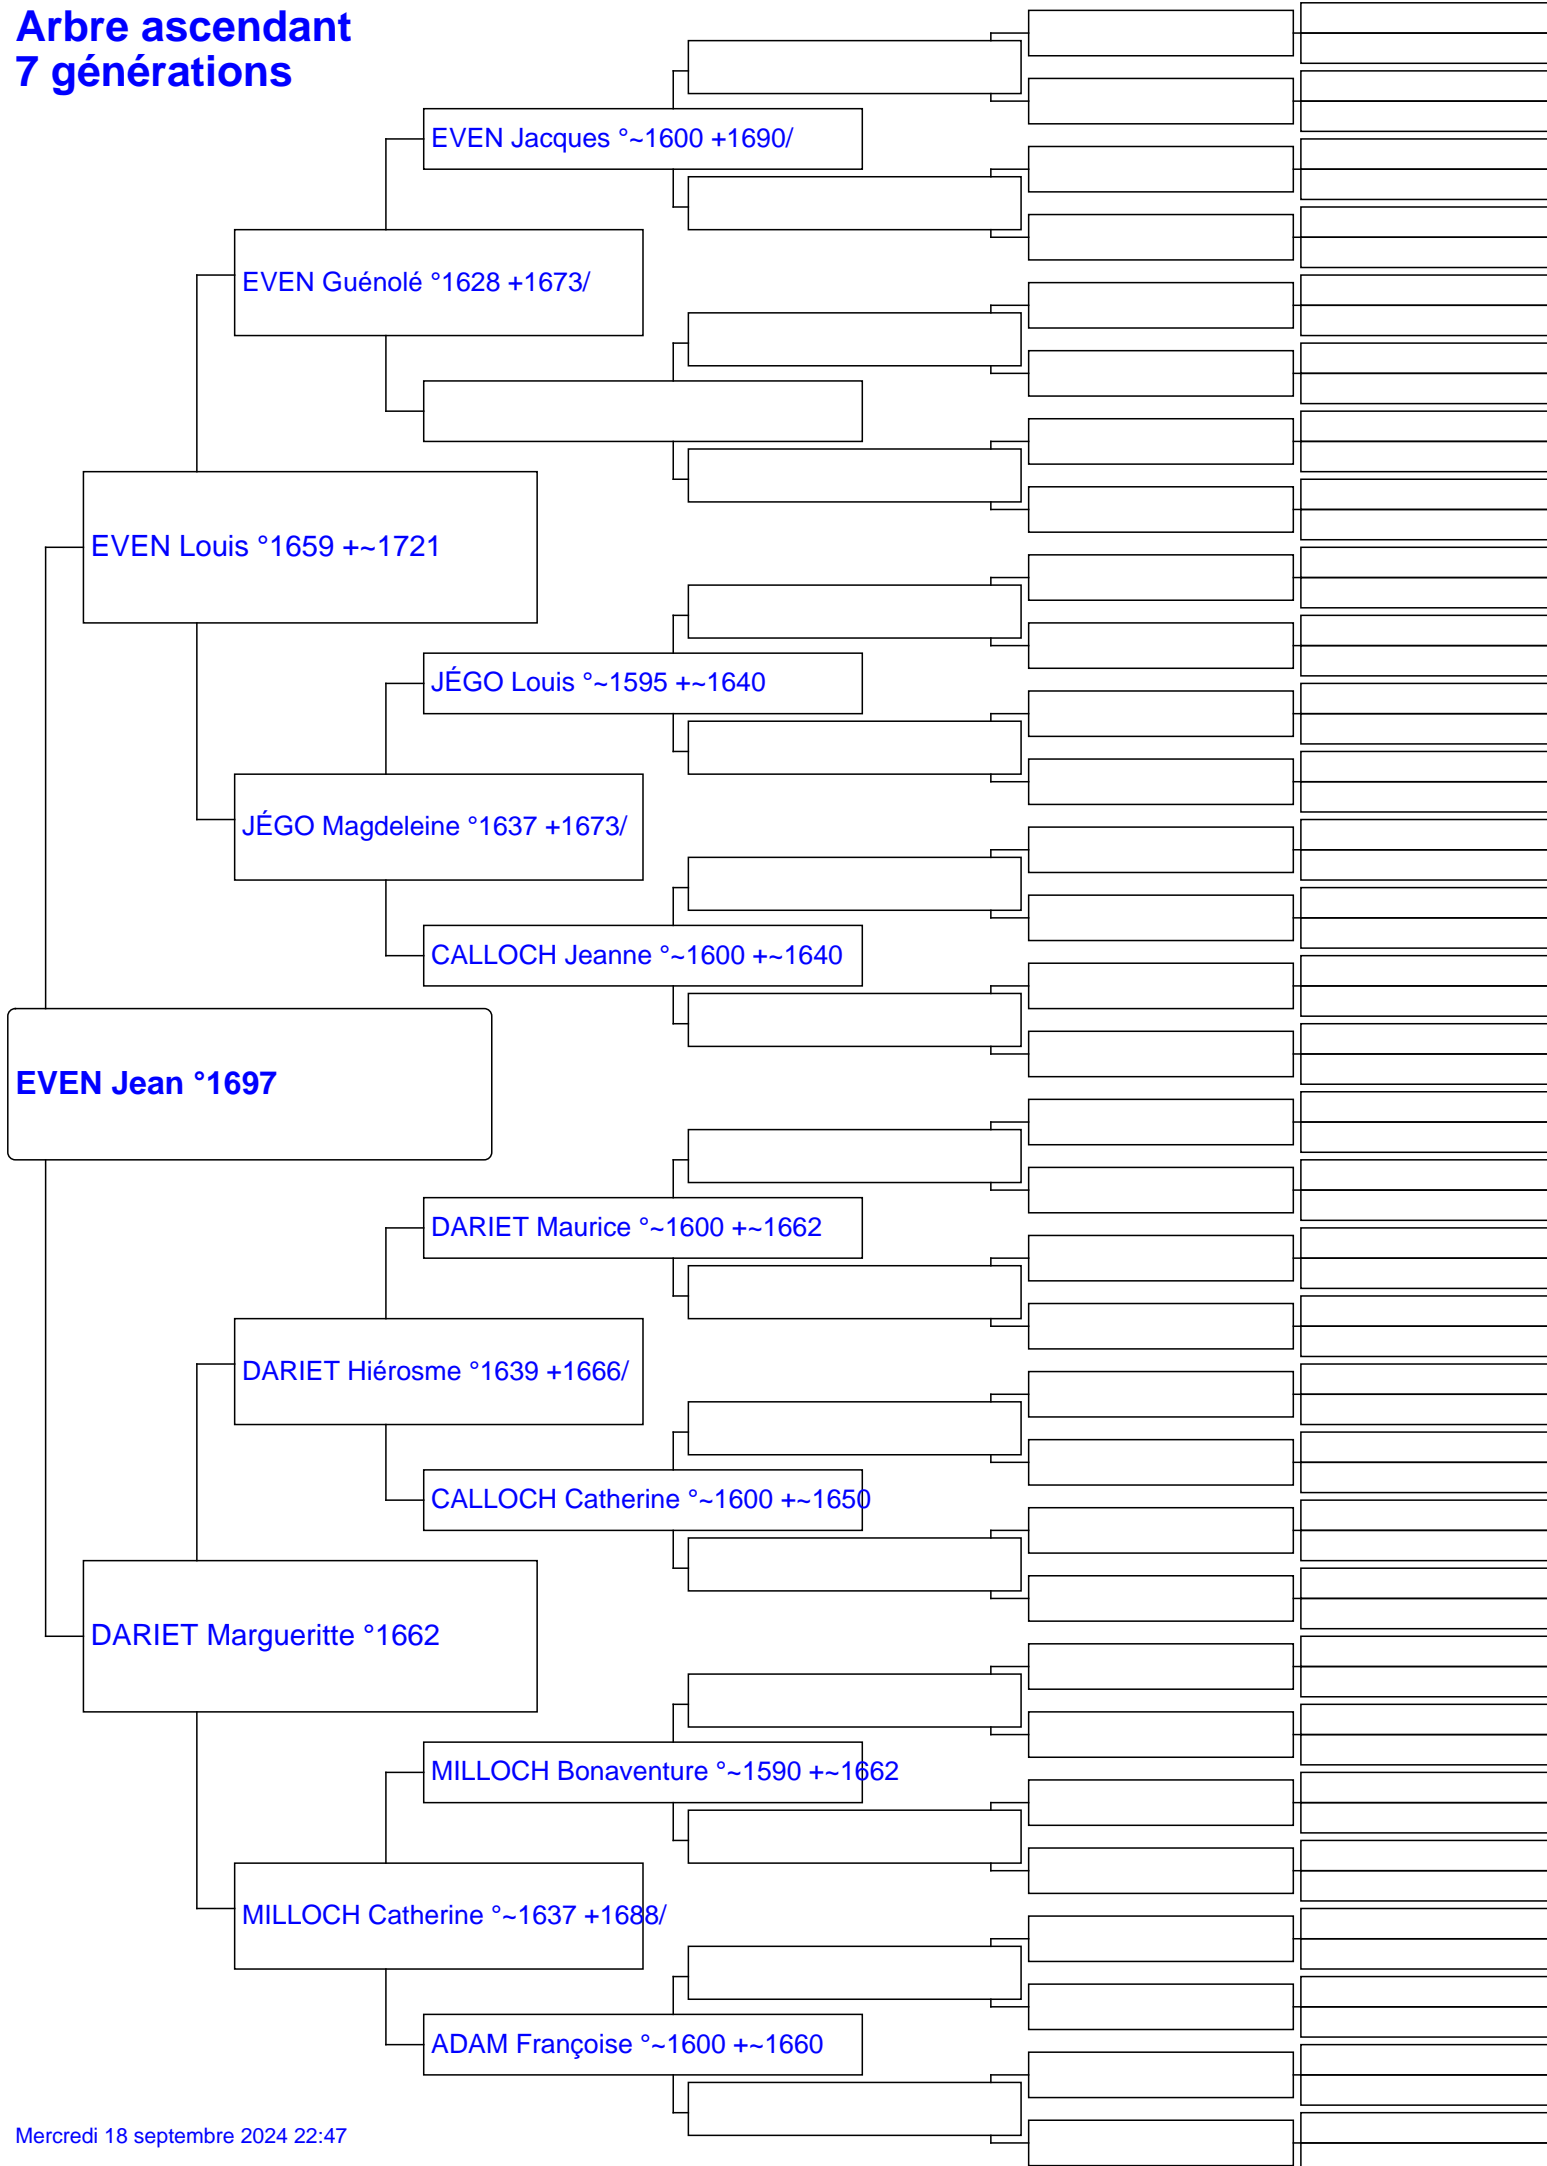 Arbre ascendant
7 générations
EVEN Jacques °~1600 +1690/
EVEN Guénolé °1628 +1673/
EVEN Louis °1659 +~1721
JÉGO Louis °~1595 +~1640
JÉGO Magdeleine °1637 +1673/
CALLOCH Jeanne °~1600 +~1640
EVEN Jean °1697
DARIET Maurice °~1600 +~1662
DARIET Hiérosme °1639 +1666/
CALLOCH Catherine °~1600 +~1650
DARIET Margueritte °1662
MILLOCH Bonaventure °~1590 +~1662
MILLOCH Catherine °~1637 +1688/
ADAM Françoise °~1600 +~1660
Mercredi 18 septembre 2024 22:47